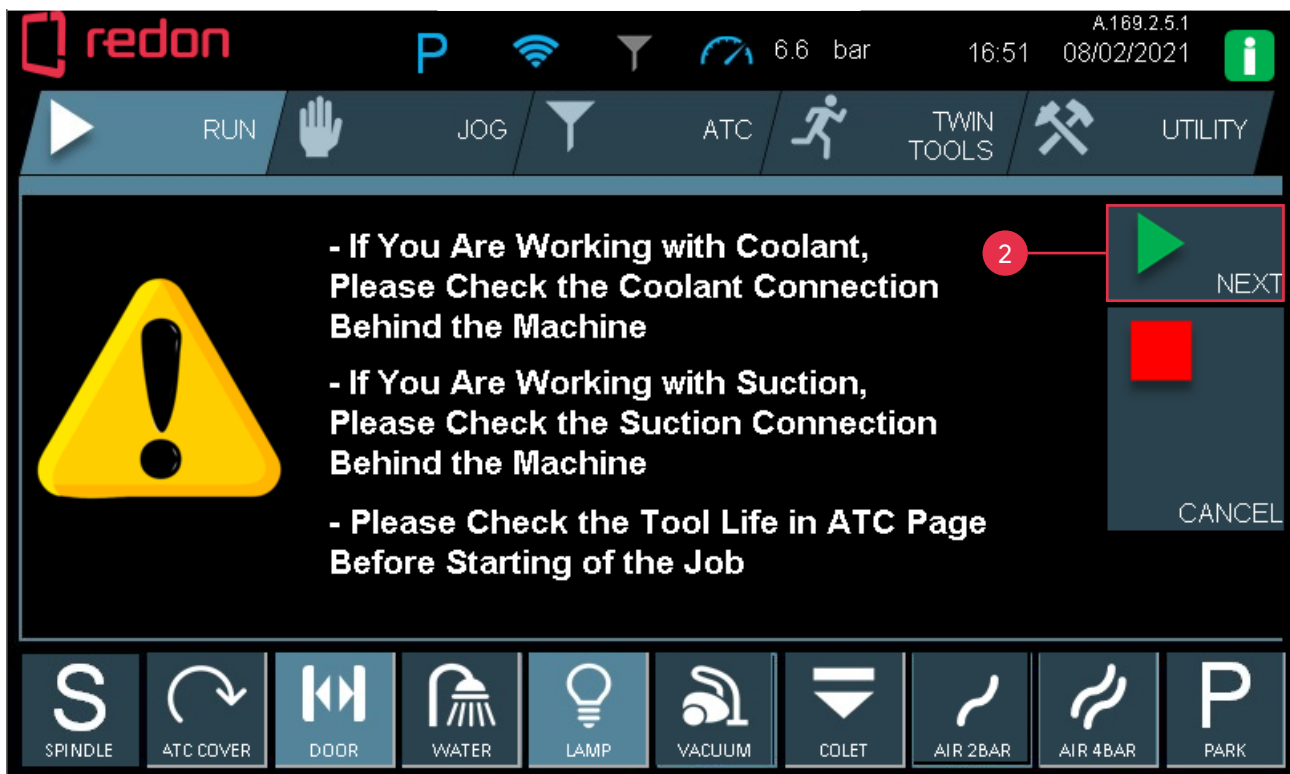 redon
P
6.6 bar
16:51
A.169.2.5.1
08/02/2021
i
RUN
JOG
ATC
TWIN
TOOLS
UTILITY
- If You Are Working with Coolant,
Please Check the Coolant Connection
Behind the Machine
- If You Are Working with Suction,
Please Check the Suction Connection
Behind the Machine
- Please Check the Tool Life in ATC Page
Before Starting of the Job
2
NEXT
CANCEL
S
SPINDLE
ATC COVER
DOOR
WATER
LAMP
VACUUM
COLET
AIR 2BAR
AIR 4BAR
P
PARK